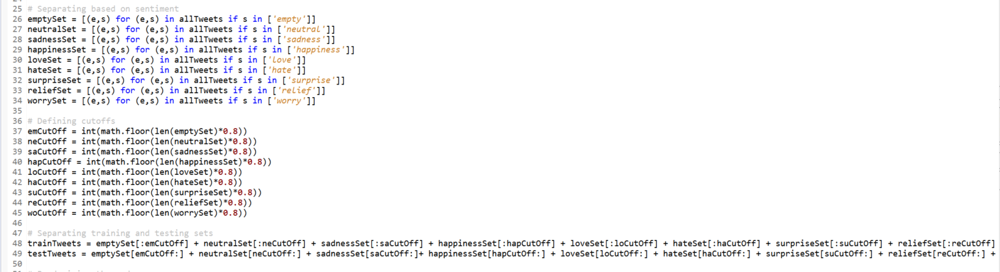 25 # Separating based on sentiment
26 emptySet = [(e,s) for (e,s) in allTweets if s in ['empty']]
27 neutralSet = [(e,s) for (e,s) in allTweets if s in ['neutral']]
28 sadnessSet = [(e,s) for (e,s) in allTweets if s in ['sadness']]
29 happinessSet = [(e,s) for (e,s) in allTweets if s in ['happiness']]
30 loveSet = [(e,s) for (e,s) in allTweets if s in ['love']]
31 hateSet = [(e,s) for (e,s) in allTweets if s in ['hate']]
32 surpriseSet = [(e,s) for (e,s) in allTweets if s in ['surprise']]
33 reliefSet = [(e,s) for (e,s) in allTweets if s in ['relief']]
34 worrySet = [(e,s) for (e,s) in allTweets if s in ['worry']]
35
36 # Defining cutoffs
37 emCutOff = int(math.floor(len(emptySet)*0.8))
38 neCutOff = int(math.floor(len(neutralSet)*0.8))
39 saCutOff = int(math.floor(len(sadnessSet)*0.8))
40 hapCutOff = int(math.floor(len(happinessSet)*0.8))
41 loCutOff = int(math.floor(len(loveSet)*0.8))
42 haCutOff = int(math.floor(len(hateSet)*0.8))
43 suCutOff = int(math.floor(len(surpriseSet)*0.8))
44 reCutOff = int(math.floor(len(reliefSet)*0.8))
45 woCutOff = int(math.floor(len(worrySet)*0.8))
46
47 # Separating training and testing sets
48 trainTweets = emptySet[:emCutOff] + neutralSet[:neCutOff] + sadnessSet[:saCutOff] + happinessSet[:hapCutOff] + loveSet[:loCutOff] + hateSet[:haCutOff] + surpriseSet[:suCutOff] + reliefSet[:reCutOff]
49 testTweets = emptySet[emCutOff:] + neutralSet[neCutOff:] + sadnessSet[saCutOff:]+ happinessSet[hapCutOff:] + loveSet[loCutOff:] + hateSet[haCutOff:] + surpriseSet[suCutOff:] + reliefSet[reCutOff:] +
50